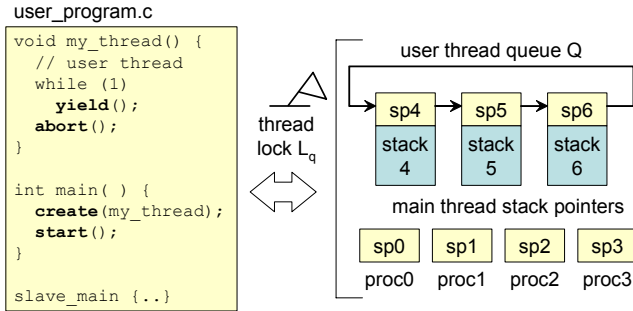 user_program.c
void my_thread() {
// user thread
while (1)
yield();
abort();
}
int main( ) {
create(my_thread);
start();
}
slave_main {..}
thread
lock Lq
user thread queue Q
sp4 sp5 sp6
stack stack stack
4 5 6
main thread stack pointers
sp0 sp1 sp2 sp3
proc0 proc1 proc2 proc3